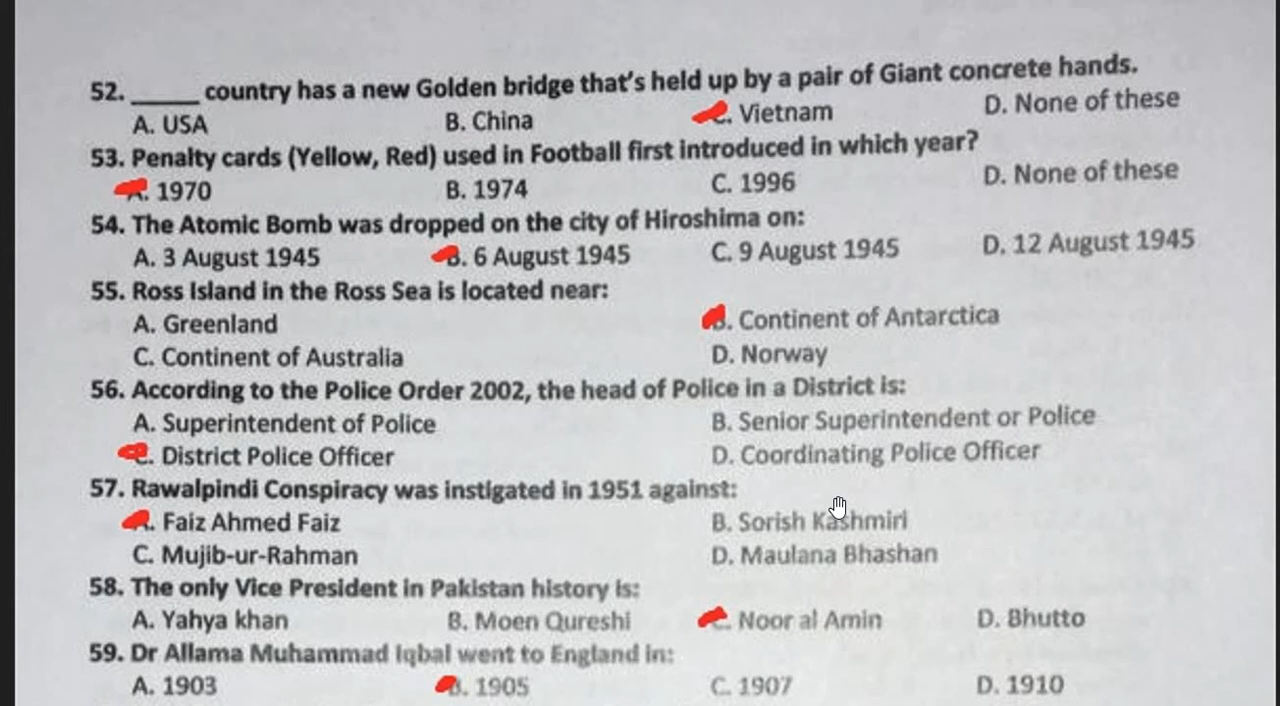 52. _____ country has a new Golden bridge that's held up by a pair of Giant concrete hands.
A. USA B. China C. Vietnam D. None of these
53. Penalty cards (Yellow, Red) used in Football first introduced in which year?
A. 1970 B. 1974 C. 1996 D. None of these
54. The Atomic Bomb was dropped on the city of Hiroshima on:
A. 3 August 1945 B. 6 August 1945 C. 9 August 1945 D. 12 August 1945
55. Ross Island in the Ross Sea is located near:
A. Greenland B. Continent of Antarctica
C. Continent of Australia D. Norway
56. According to the Police Order 2002, the head of Police in a District is:
A. Superintendent of Police B. Senior Superintendent or Police
C. District Police Officer D. Coordinating Police Officer
57. Rawalpindi Conspiracy was instigated in 1951 against:
A. Faiz Ahmed Faiz B. Sorish Kashmiri
C. Mujib-ur-Rahman D. Maulana Bhashan
58. The only Vice President in Pakistan history is:
A. Yahya khan B. Moen Qureshi C. Noor al Amin D. Bhutto
59. Dr Allama Muhammad Iqbal went to England in:
A. 1903 B. 1905 C. 1907 D. 1910